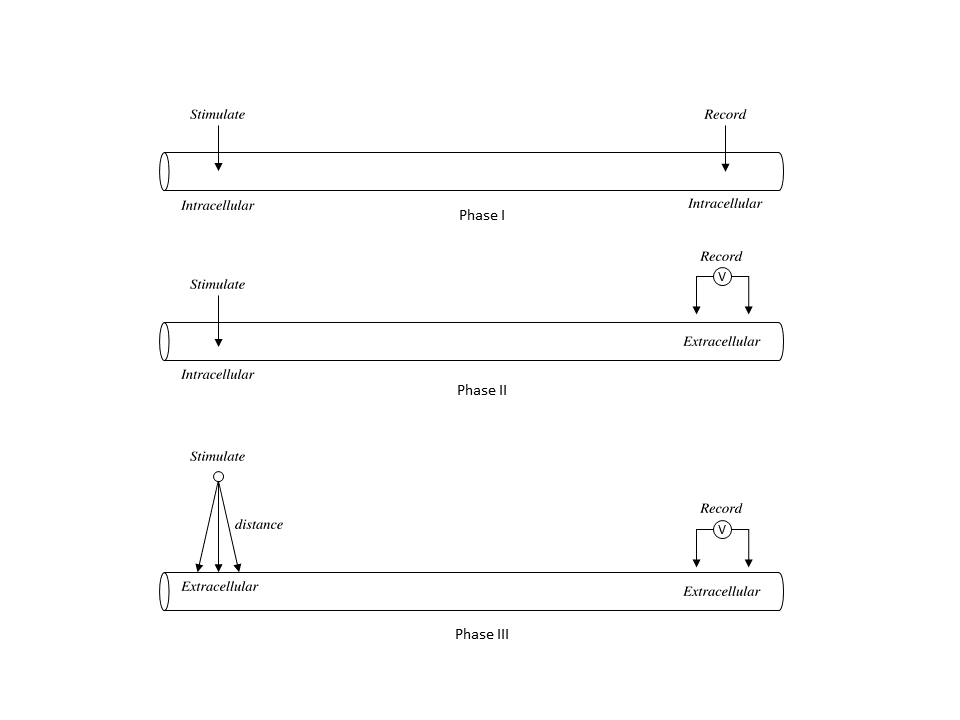 Stimulate
Record
Intracellular
Intracellular
Phase I
Record
V
Stimulate
Extracellular
Intracellular
Phase II
Stimulate
Record
distance
V
Extracellular
Extracellular
Phase III